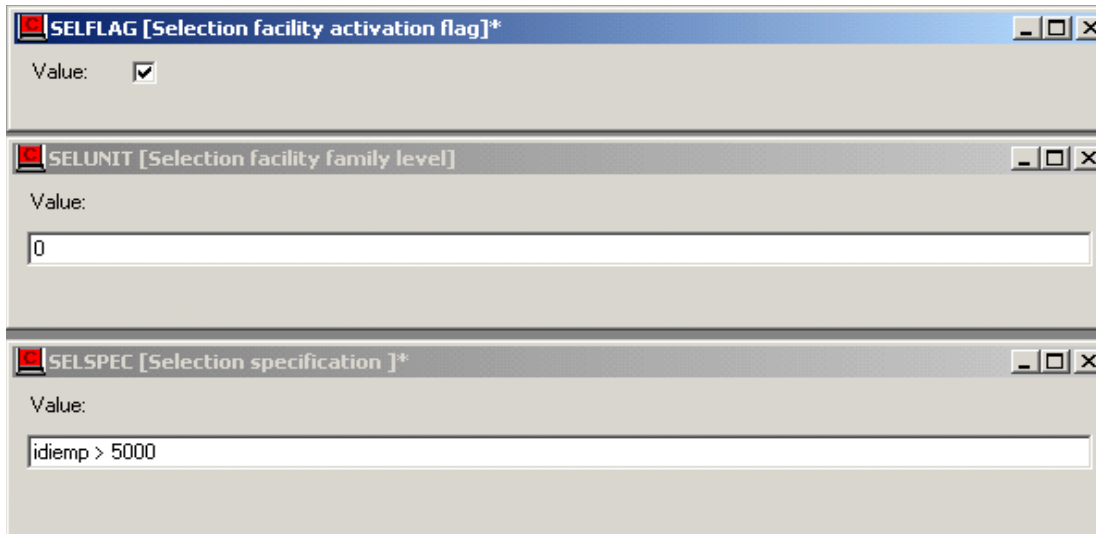 C SELFLAG [Selection facility activation flag]*
Value:
C SELUNIT [Selection facility family level]
Value:
0
C SELSPEC [Selection specification ]*
Value:
idiemp > 5000